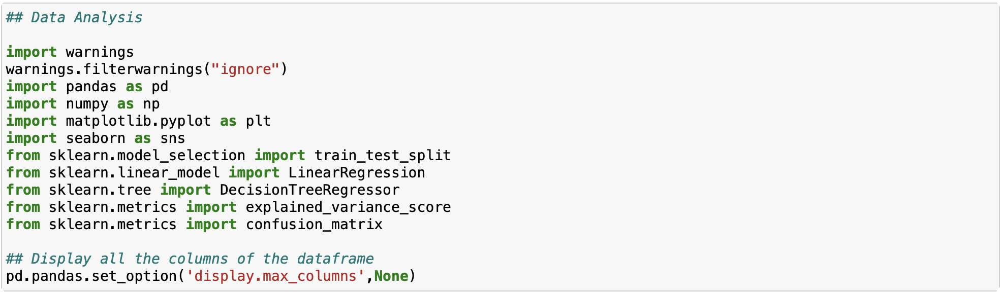 ## Data Analysis
import warnings
warnings.filterwarnings("ignore")
import pandas as pd
import numpy as np
import matplotlib.pyplot as plt
import seaborn as sns
from sklearn.model_selection import train_test_split
from sklearn.linear_model import LinearRegression
from sklearn.tree import DecisionTreeRegressor
from sklearn.metrics import explained_variance_score
from sklearn.metrics import confusion_matrix
## Display all the columns of the dataframe
pd.pandas.set_option('display.max_columns',None)